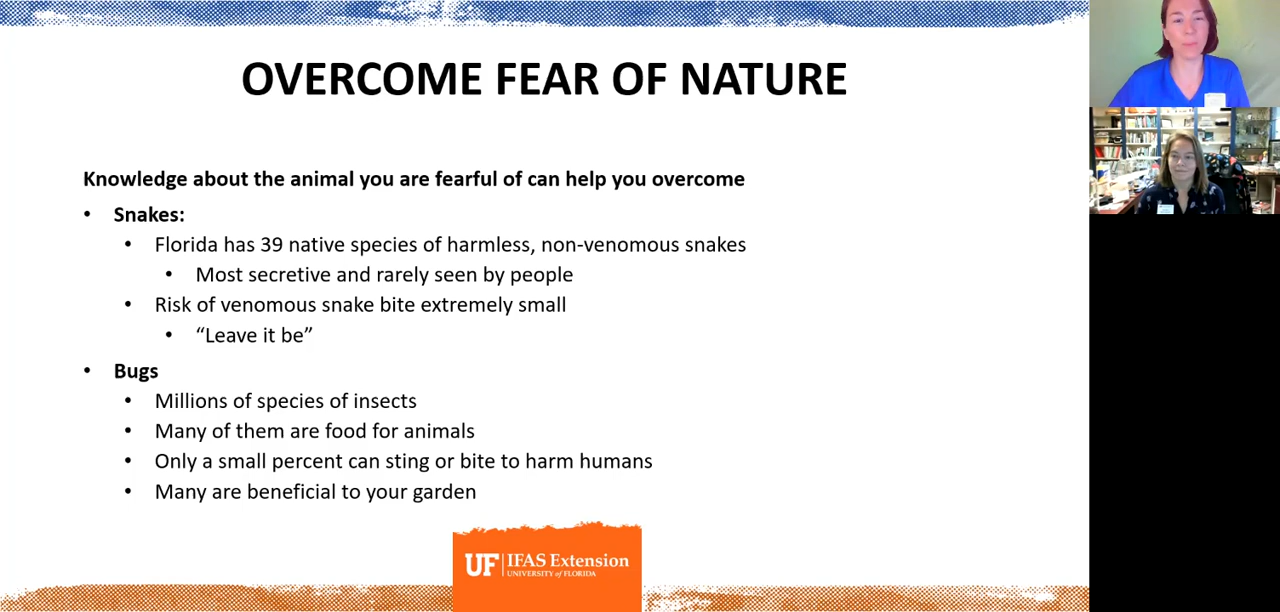 OVERCOME FEAR OF NATURE
Knowledge about the animal you are fearful of can help you overcome
• Snakes:
• Florida has 39 native species of harmless, non-venomous snakes
• Most secretive and rarely seen by people
• Risk of venomous snake bite extremely small
• “Leave it be”
• Bugs
• Millions of species of insects
• Many of them are food for animals
• Only a small percent can sting or bite to harm humans
• Many are beneficial to your garden
UF IFAS Extension
UNIVERSITY of FLORIDA